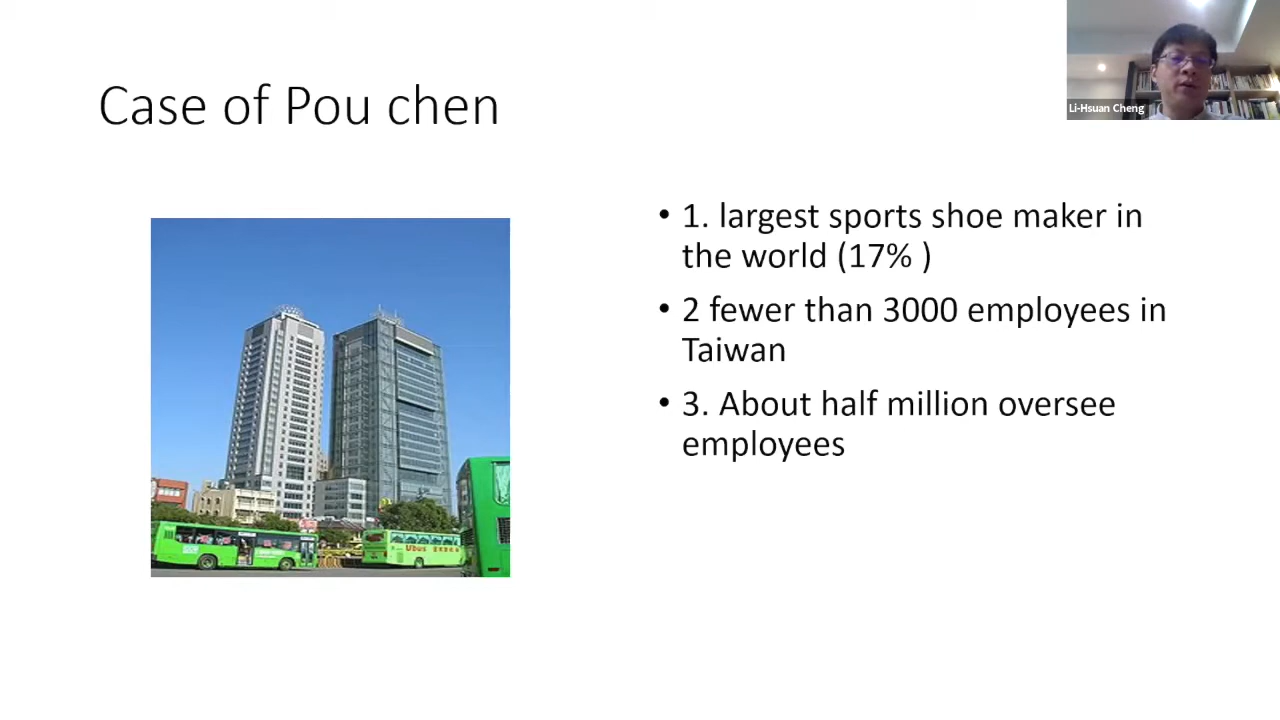 Case of Pou chen
Li-Hsuan Cheng
• 1. largest sports shoe maker in
the world (17% )
• 2 fewer than 3000 employees in
Taiwan
• 3. About half million oversee
employees
Ubus